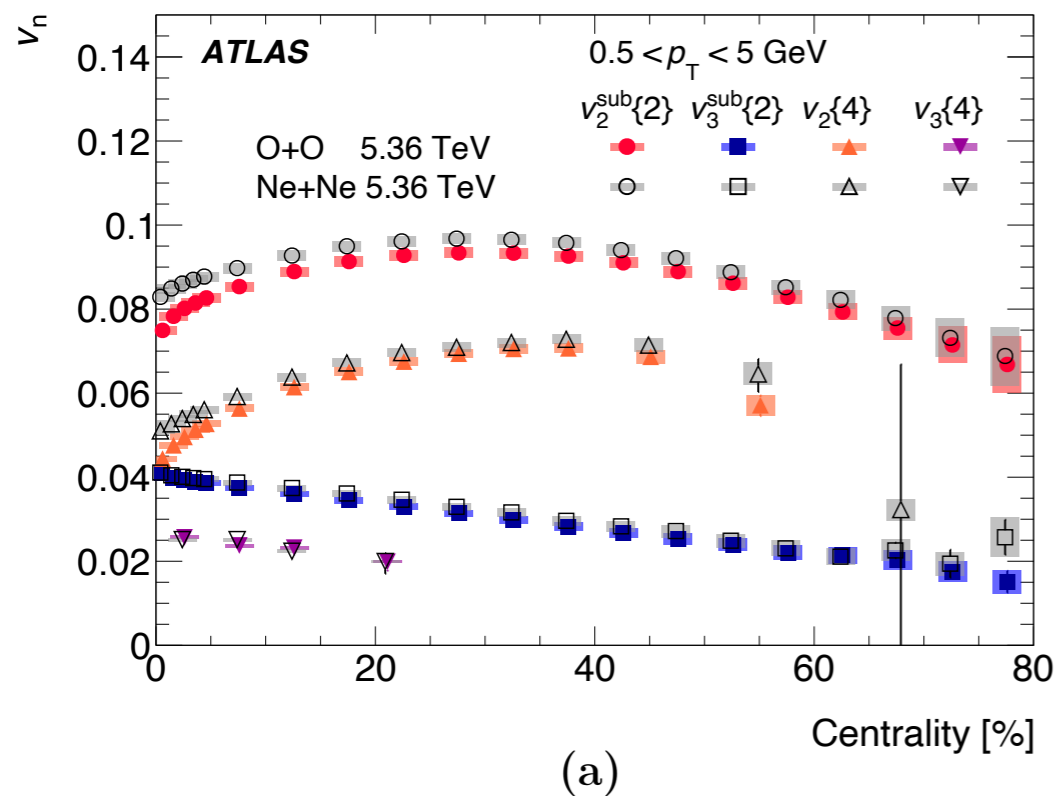 v_n
ATLAS
0.5 < p_T < 5 GeV
v_2^sub{2} v_3^sub{2} v_2{4} v_3{4}
O+O 5.36 TeV
Ne+Ne 5.36 TeV
0.14
0.12
0.1
0.08
0.06
0.04
0.02
0
0 20 40 60 80
Centrality [%]
(a)